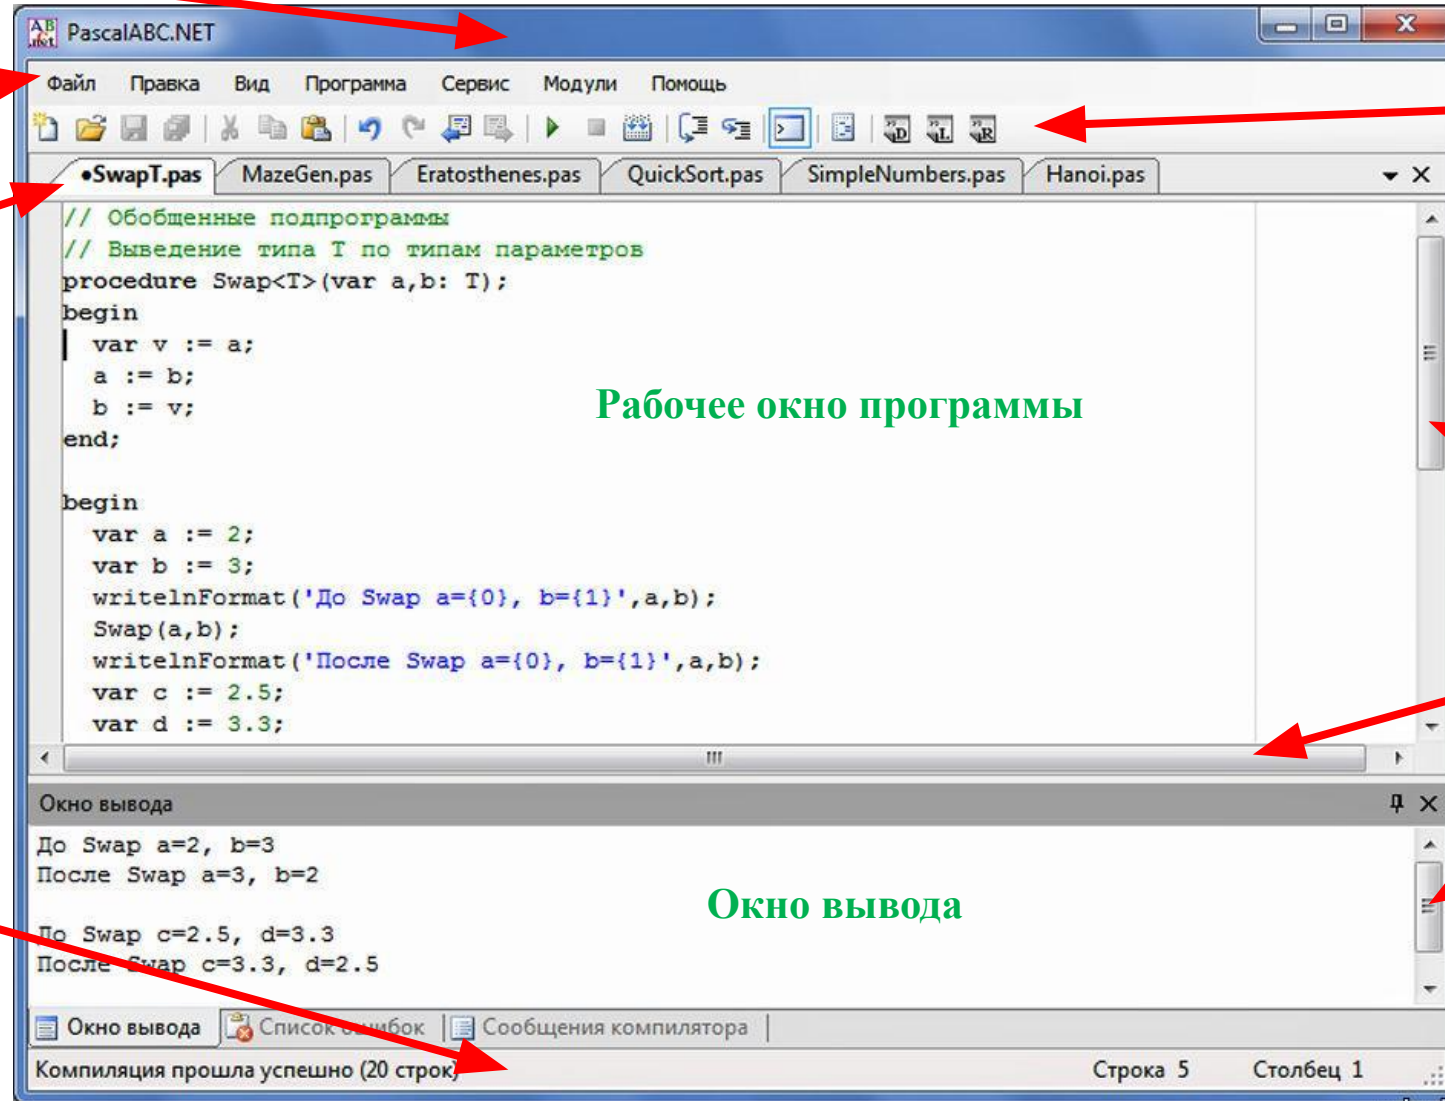 PascalABC.NET
Файл Правка Вид Программа Сервис Модули Помощь
•SwapT.pas MazeGen.pas Eratosthenes.pas QuickSort.pas SimpleNumbers.pas Hanoi.pas
// Обобщенные подпрограммы
// Выведение типа T по типам параметров
procedure Swap<T>(var a,b: T);
begin
var v := a;
a := b;
b := v;
end;
Рабочее окно программы
begin
var a := 2;
var b := 3;
writelnFormat('До Swap a={0}, b={1}',a,b);
Swap(a,b);
writelnFormat('После Swap a={0}, b={1}',a,b);
var c := 2.5;
var d := 3.3;
Окно вывода
До Swap a=2, b=3
После Swap a=3, b=2
Окно вывода
До Swap c=2.5, d=3.3
После Swap c=3.3, d=2.5
Окно вывода Список ошибок Сообщения компилятора
Компиляция прошла успешно (20 строк) Строка 5 Столбец 1